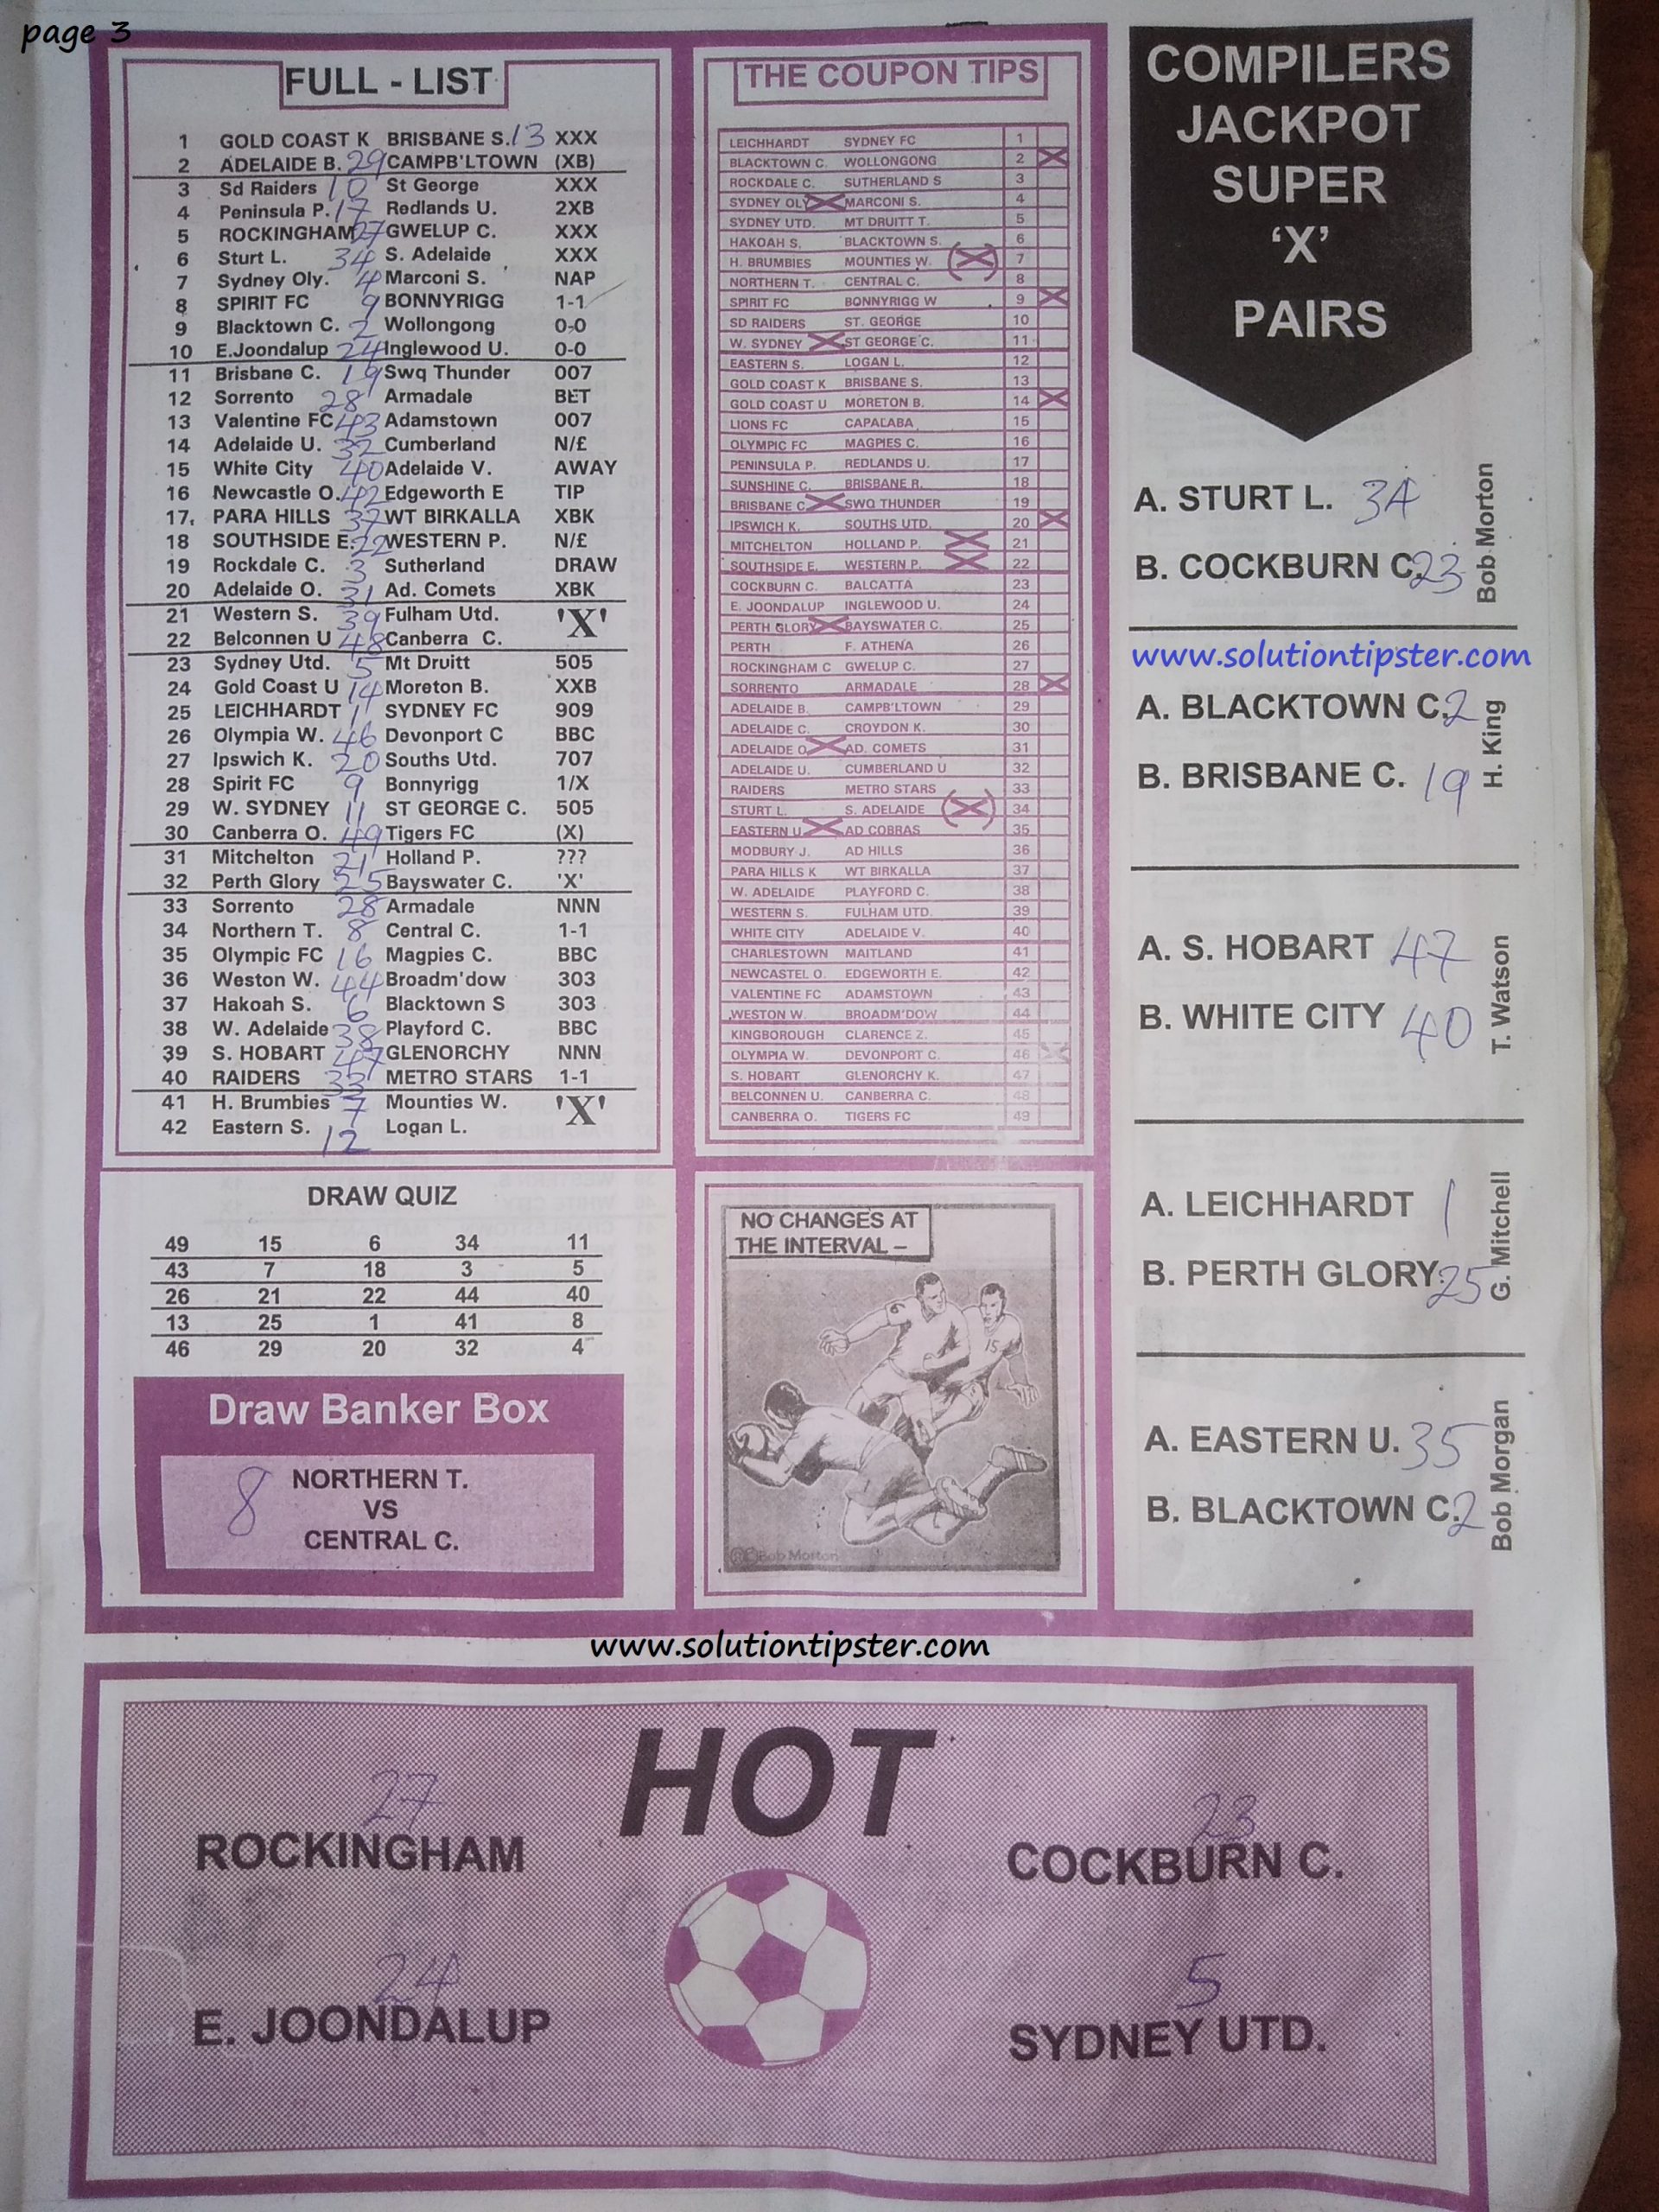 page 3
FULL - LIST
1 GOLD COAST K 13 BRISBANE S. XXX
2 ADELAIDE B. 29 CAMPB'LTOWN (XB)
3 Sd Raiders 10 St George XXX
4 Peninsula P. 17 Redlands U. 2XB
5 ROCKINGHAM 27 GWELUP C. XXX
6 Sturt L. 34 S. Adelaide XXX
7 Sydney Oly. 4 Marconi S. NAP
8 SPIRIT FC 9 BONNYRIGG 1-1
9 Blacktown C. 2 Wollongong 0-0
10 E.Joondalup 24 Inglewood U. 0-0
11 Brisbane C. 19 Swq Thunder 007
12 Sorrento 28 Armadale BET
13 Valentine FC 43 Adamstown 007
14 Adelaide U. 32 Cumberland N/£
15 White City 40 Adelaide V. AWAY
16 Newcastle O. 42 Edgeworth E TIP
17. PARA HILLS 37 WT BIRKALLA XBK
18 SOUTHSIDE E. 22 WESTERN P. N/£
19 Rockdale C. 3 Sutherland DRAW
20 Adelaide O. 31 Ad. Comets XBK
21 Western S. 39 Fulham Utd. 'X'
22 Belconnen U 48 Canberra C.
23 Sydney Utd. 5 Mt Druitt 505
24 Gold Coast U 14 Moreton B. XXB
25 LEICHHARDT 1 SYDNEY FC 909
26 Olympia W. 46 Devonport C BBC
27 Ipswich K. 20 Souths Utd. 707
28 Spirit FC 9 Bonnyrigg 1/X
29 W. SYDNEY 11 ST GEORGE C. 505
30 Canberra O. 49 Tigers FC (X)
31 Mitchelton 21 Holland P. ???
32 Perth Glory 25 Bayswater C. 'X'
33 Sorrento 28 Armadale NNN
34 Northern T. 8 Central C. 1-1
35 Olympic FC 16 Magpies C. BBC
36 Weston W. 44 Broadm'dow 303
37 Hakoah S. 6 Blacktown S 303
38 W. Adelaide 38 Playford C. BBC
39 S. HOBART 47 GLENORCHY NNN
40 RAIDERS 33 METRO STARS 1-1
41 H. Brumbies 7 Mounties W. 'X'
42 Eastern S. 12 Logan L.
DRAW QUIZ
49 15 6 34 11
43 7 18 3 5
26 21 22 44 40
13 25 1 41 8
46 29 20 32 4
Draw Banker Box
8 NORTHERN T.
VS
CENTRAL C.
THE COUPON TIPS
LEICHHARDT SYDNEY FC 1
BLACKTOWN C. WOLLONGONG 2 X
ROCKDALE C. SUTHERLAND S 3
SYDNEY OLY X MARCONI S. 4
SYDNEY UTD. MT DRUITT T. 5
HAKOAH S. BLACKTOWN S. 6
H. BRUMBIES MOUNTIES W. (X) 7
NORTHERN T. CENTRAL C. 8
SPIRIT FC BONNYRIGG W 9 X
SD RAIDERS ST. GEORGE 10
W. SYDNEY X ST GEORGE C. 11
EASTERN S. LOGAN L. 12
GOLD COAST K BRISBANE S. 13
GOLD COAST U MORETON B. 14 X
LIONS FC CAPALABA 15
OLYMPIC FC MAGPIES C. 16
PENINSULA P. REDLANDS U. 17
SUNSHINE C. BRISBANE R. 18
BRISBANE C X SWQ THUNDER 19
IPSWICH K. SOUTHS UTD. 20 X
MITCHELTON HOLLAND P. X 21
SOUTHSIDE E. WESTERN P. X 22
COCKBURN C. BALCATTA 23
E. JOONDALUP INGLEWOOD U. 24
PERTH GLORY X BAYSWATER C. 25
PERTH F. ATHENA 26
ROCKINGHAM C GWELUP C. 27
SORRENTO ARMADALE 28 X
ADELAIDE B. CAMPB'LTOWN 29
ADELAIDE C. CROYDON K. 30
ADELAIDE O X AD. COMETS 31
ADELAIDE U. CUMBERLAND U 32
RAIDERS METRO STARS 33
STURT L. S. ADELAIDE (X) 34
EASTERN U X AD COBRAS 35
MODBURY J. AD HILLS 36
PARA HILLS K WT BIRKALLA 37
W. ADELAIDE PLAYFORD C. 38
WESTERN S. FULHAM UTD. 39
WHITE CITY ADELAIDE V. 40
CHARLESTOWN MAITLAND 41
NEWCASTEL O. EDGEWORTH E. 42
VALENTINE FC ADAMSTOWN 43
WESTON W. BROADM'DOW 44
KINGBOROUGH CLARENCE Z. 45
OLYMPIA W. DEVONPORT C. 46 X
S. HOBART GLENORCHY K. 47
BELCONNEN U. CANBERRA C. 48
CANBERRA O. TIGERS FC 49
NO CHANGES AT
THE INTERVAL –
6
15
Bob Morton
COMPILERS
JACKPOT
SUPER
‘X’
PAIRS
A. STURT L. 34
B. COCKBURN C. 23
Bob Morton
www.solutiontipster.com
A. BLACKTOWN C. 2
B. BRISBANE C. 19
H. King
A. S. HOBART 47
B. WHITE CITY 40
T. Watson
A. LEICHHARDT 1
B. PERTH GLORY 25
G. Mitchell
A. EASTERN U. 35
B. BLACKTOWN C. 2
Bob Morgan
www.solutiontipster.com
HOT
27
ROCKINGHAM
23
COCKBURN C.
24
E. JOONDALUP
5
SYDNEY UTD.